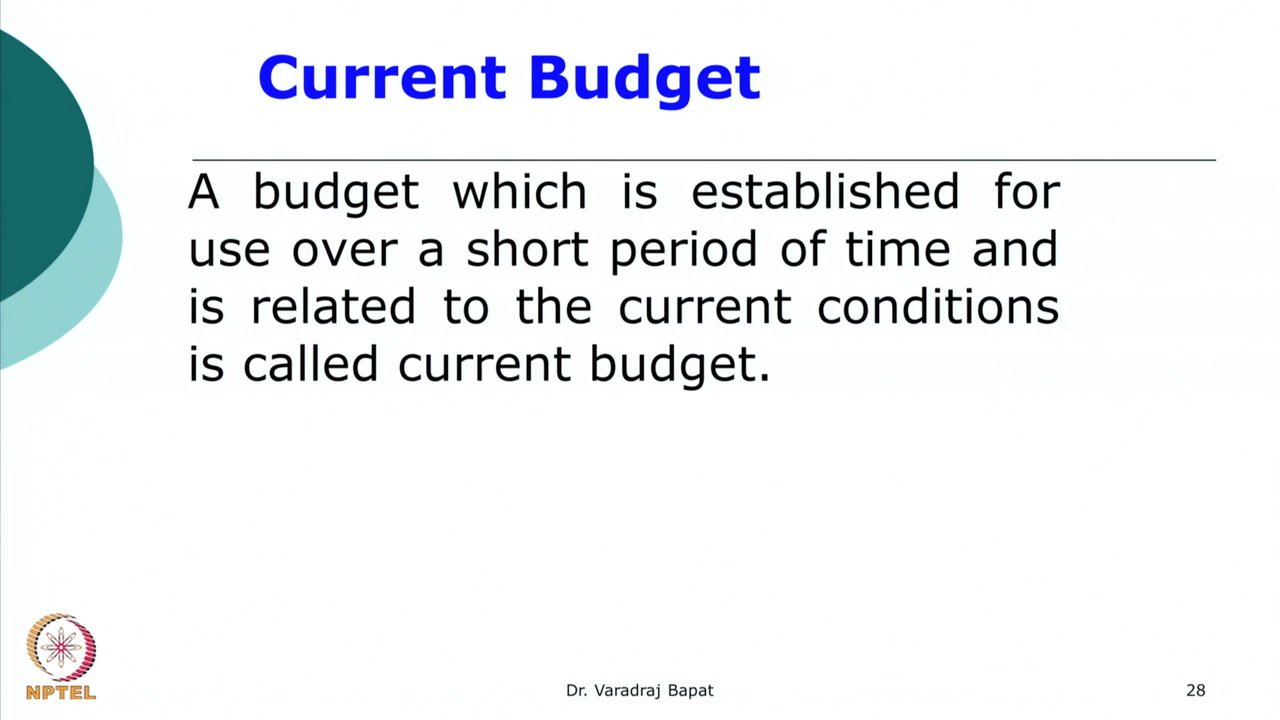 Current Budget
A budget which is established for
use over a short period of time and
is related to the current conditions
is called current budget.
NPTEL
Dr. Varadraj Bapat
28